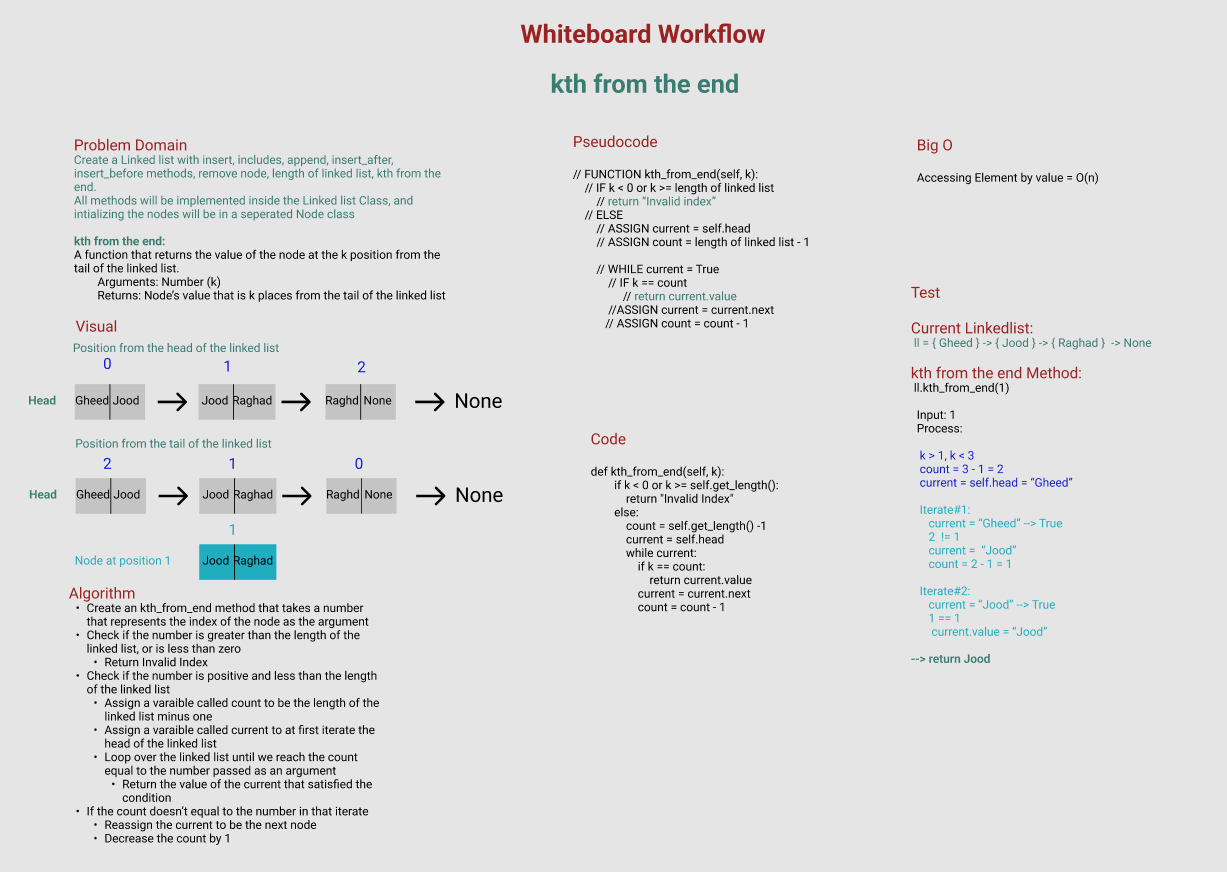 Whiteboard Workflow
kth from the end
Problem Domain
Create a Linked list with insert, includes, append, insert_after,
insert_before methods, remove node, length of linked list, kth from the
end.
All methods will be implemented inside the Linked list Class, and
intializing the nodes will be in a seperated Node class
kth from the end:
A function that returns the value of the node at the k position from the
tail of the linked list.
Arguments: Number (k)
Returns: Node's value that is k places from the tail of the linked list
Visual
Position from the head of the linked list
0 1 2
Head Gheed Jood Jood Raghad Raghd None None
Position from the tail of the linked list
2 1 0
Head Gheed Jood Jood Raghad Raghd None None
1
Node at position 1 Jood Raghad
Algorithm
• Create an kth_from_end method that takes a number
that represents the index of the node as the argument
• Check if the number is greater than the length of the
linked list, or is less than zero
• Return Invalid Index
• Check if the number is positive and less than the length
of the linked list
• Assign a varaible called count to be the length of the
linked list minus one
• Assign a varaible called current to at first iterate the
head of the linked list
• Loop over the linked list until we reach the count
equal to the number passed as an argument
• Return the value of the current that satisfied the
condition
• If the count doesn't equal to the number in that iterate
• Reassign the current to be the next node
• Decrease the count by 1
Pseudocode
// FUNCTION kth_from_end(self, k):
// IF k < 0 or k >= length of linked list
// return "Invalid index"
// ELSE
// ASSIGN current = self.head
// ASSIGN count = length of linked list - 1
// WHILE current = True
// IF k == count
// return current.value
//ASSIGN current = current.next
// ASSIGN count = count - 1
Code
def kth_from_end(self, k):
if k < 0 or k >= self.get_length():
return "Invalid Index"
else:
count = self.get_length() -1
current = self.head
while current:
if k == count:
return current.value
current = current.next
count = count - 1
Big O
Accessing Element by value = O(n)
Test
Current Linkedlist:
ll = { Gheed } -> { Jood } -> { Raghad } -> None
kth from the end Method:
ll.kth_from_end(1)
Input: 1
Process:
k > 1, k < 3
count = 3 - 1 = 2
current = self.head = "Gheed"
Iterate#1:
current = "Gheed" --> True
2 != 1
current = "Jood"
count = 2 - 1 = 1
Iterate#2:
current = "Jood" --> True
1 == 1
current.value = "Jood"
--> return Jood